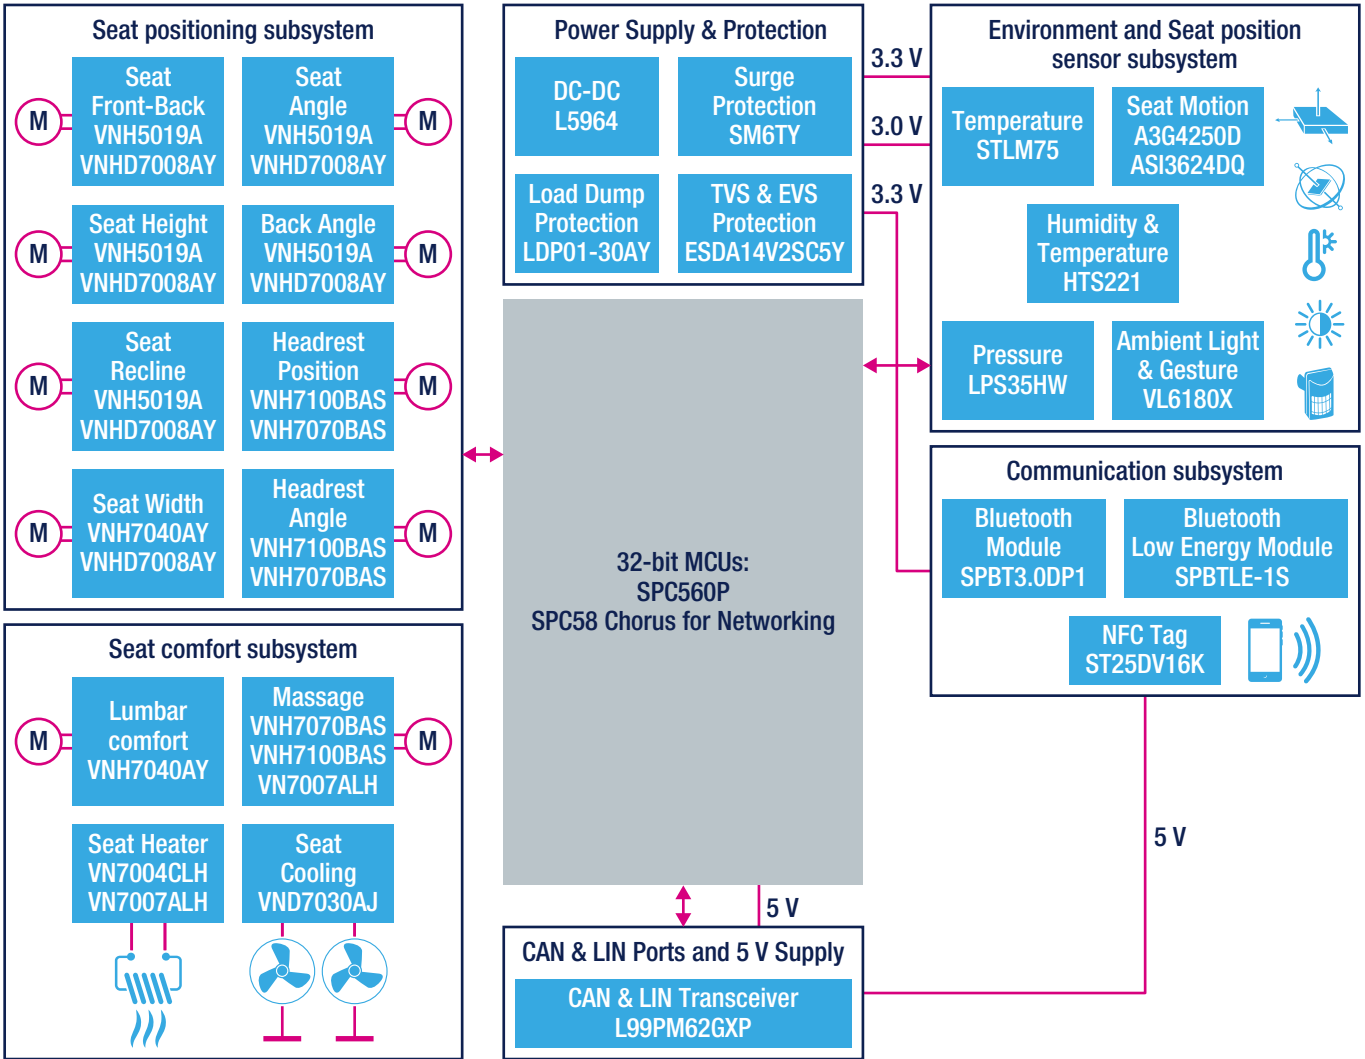 Seat positioning subsystem
Seat
Front-Back
VNH5019A
VNHD7008AY
M
Seat
Angle
VNH5019A
VNHD7008AY
M
Seat Height
VNH5019A
VNHD7008AY
M
Back Angle
VNH5019A
VNHD7008AY
M
Seat
Recline
VNH5019A
VNHD7008AY
M
Headrest
Position
VNH7100BAS
VNH7070BAS
M
Seat Width
VNH7040AY
VNHD7008AY
M
Headrest
Angle
VNH7100BAS
VNH7070BAS
M
Seat comfort subsystem
Lumbar
comfort
VNH7040AY
M
Massage
VNH7070BAS
VNH7100BAS
VN7007ALH
M
Seat Heater
VN7004CLH
VN7007ALH
Seat
Cooling
VND7030AJ
Power Supply & Protection
DC-DC
L5964
Surge
Protection
SM6TY
Load Dump
Protection
LDP01-30AY
TVS & EVS
Protection
ESDA14V2SC5Y
3.3 V
3.0 V
3.3 V
32-bit MCUs:
SPC560P
SPC58 Chorus for Networking
5 V
CAN & LIN Ports and 5 V Supply
CAN & LIN Transceiver
L99PM62GXP
Environment and Seat position
sensor subsystem
Temperature
STLM75
Seat Motion
A3G4250D
ASI3624DQ
Humidity &
Temperature
HTS221
Pressure
LPS35HW
Ambient Light
& Gesture
VL6180X
Communication subsystem
Bluetooth
Module
SPBT3.0DP1
Bluetooth
Low Energy Module
SPBTLE-1S
NFC Tag
ST25DV16K
5 V